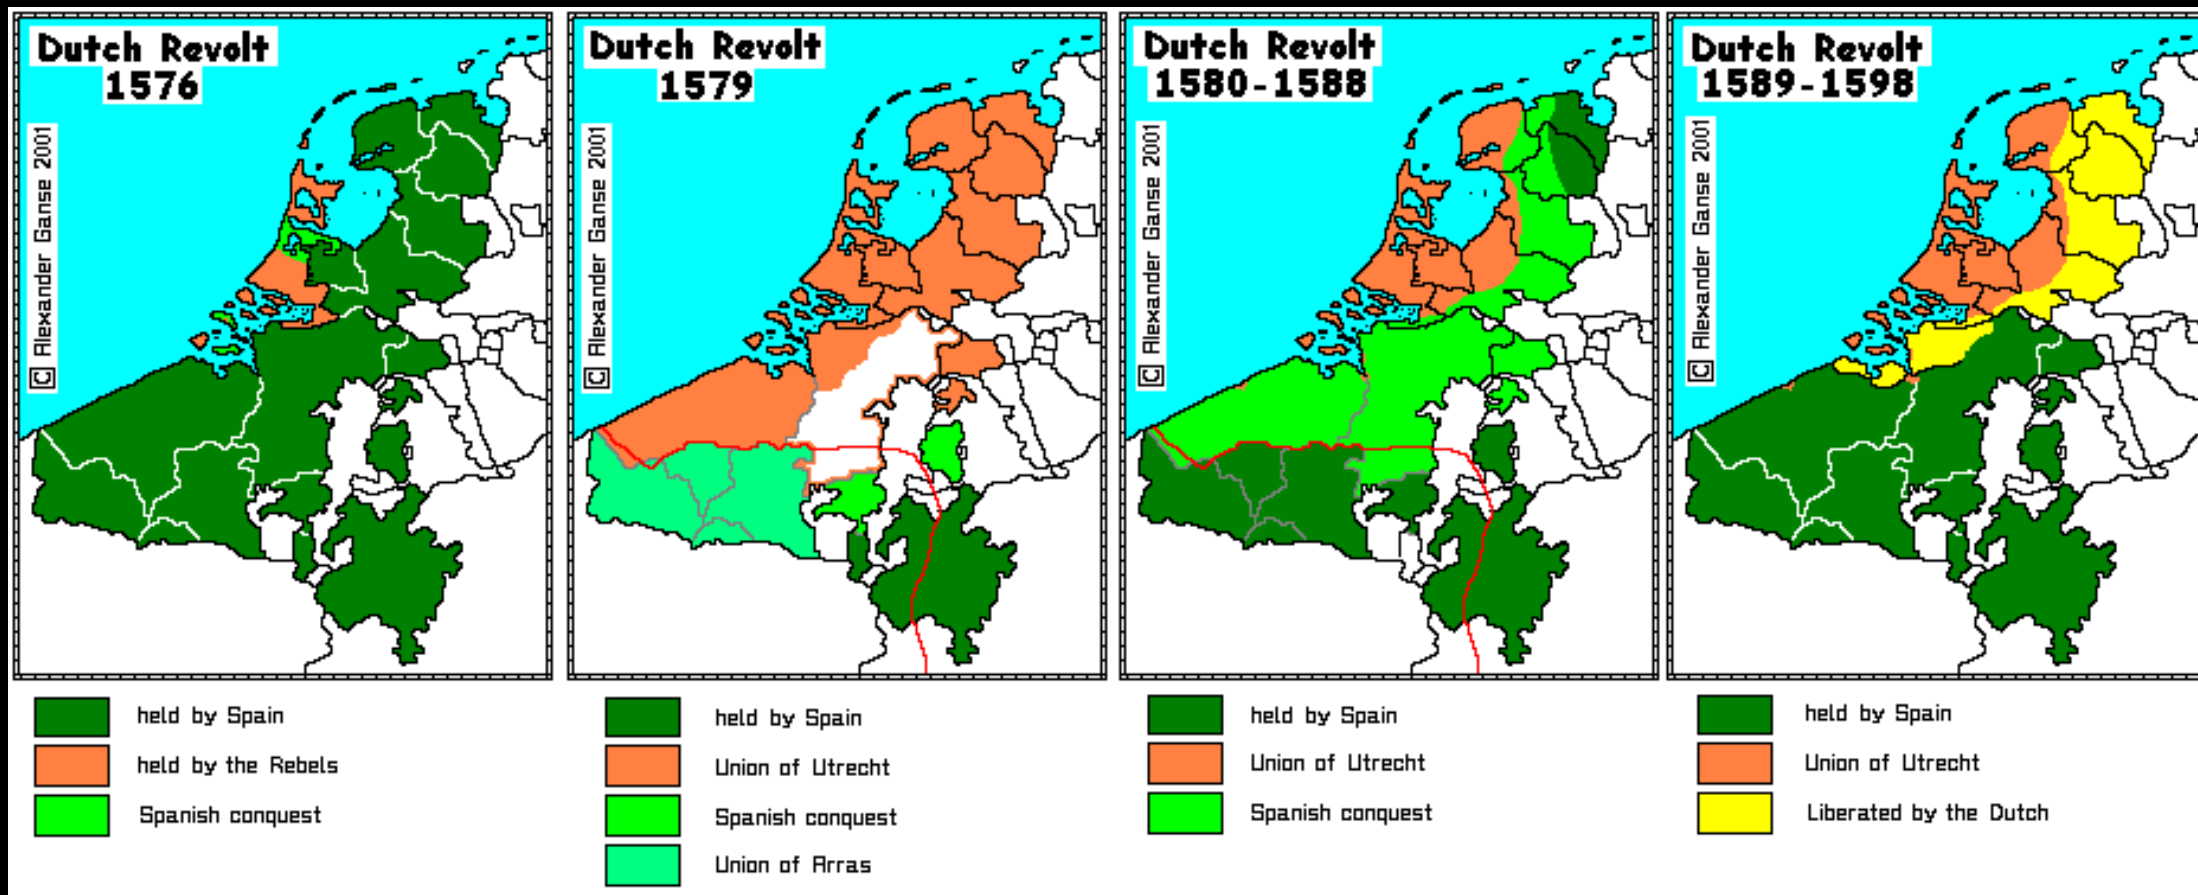 Dutch Revolt
1576
C Alexander Ganse 2001
held by Spain
held by the Rebels
Spanish conquest
Dutch Revolt
1579
C Alexander Ganse 2001
held by Spain
Union of Utrecht
Spanish conquest
Union of Arras
Dutch Revolt
1580-1588
C Alexander Ganse 2001
held by Spain
Union of Utrecht
Spanish conquest
Dutch Revolt
1589-1598
C Alexander Ganse 2001
held by Spain
Union of Utrecht
Liberated by the Dutch